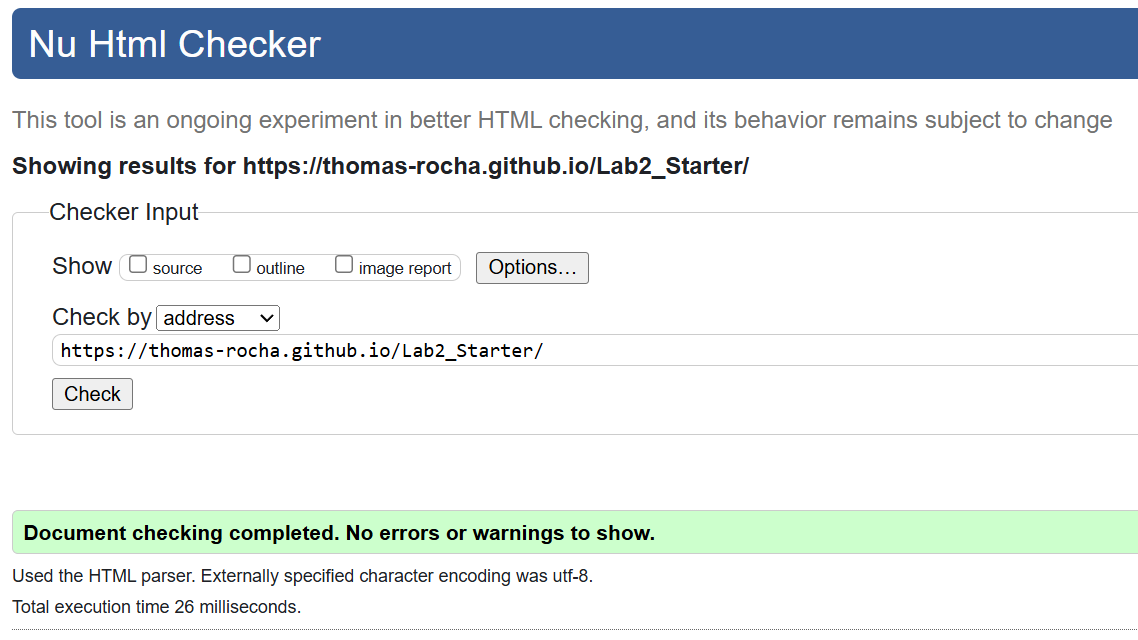 Nu Html Checker
This tool is an ongoing experiment in better HTML checking, and its behavior remains subject to change
Showing results for https://thomas-rocha.github.io/Lab2_Starter/
Checker Input
Show source outline image report Options...
Check by address
https://thomas-rocha.github.io/Lab2_Starter/
Check
Document checking completed. No errors or warnings to show.
Used the HTML parser. Externally specified character encoding was utf-8.
Total execution time 26 milliseconds.